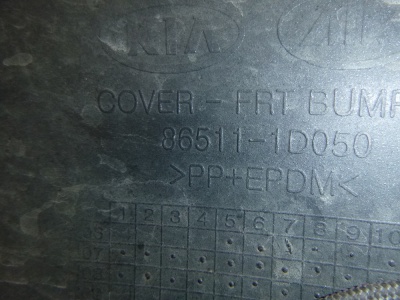 KIA
COVER - FRT BUMP
86511-1D050
>PP+EPDM<
1 2 3 4 5 6 7 8 9 10